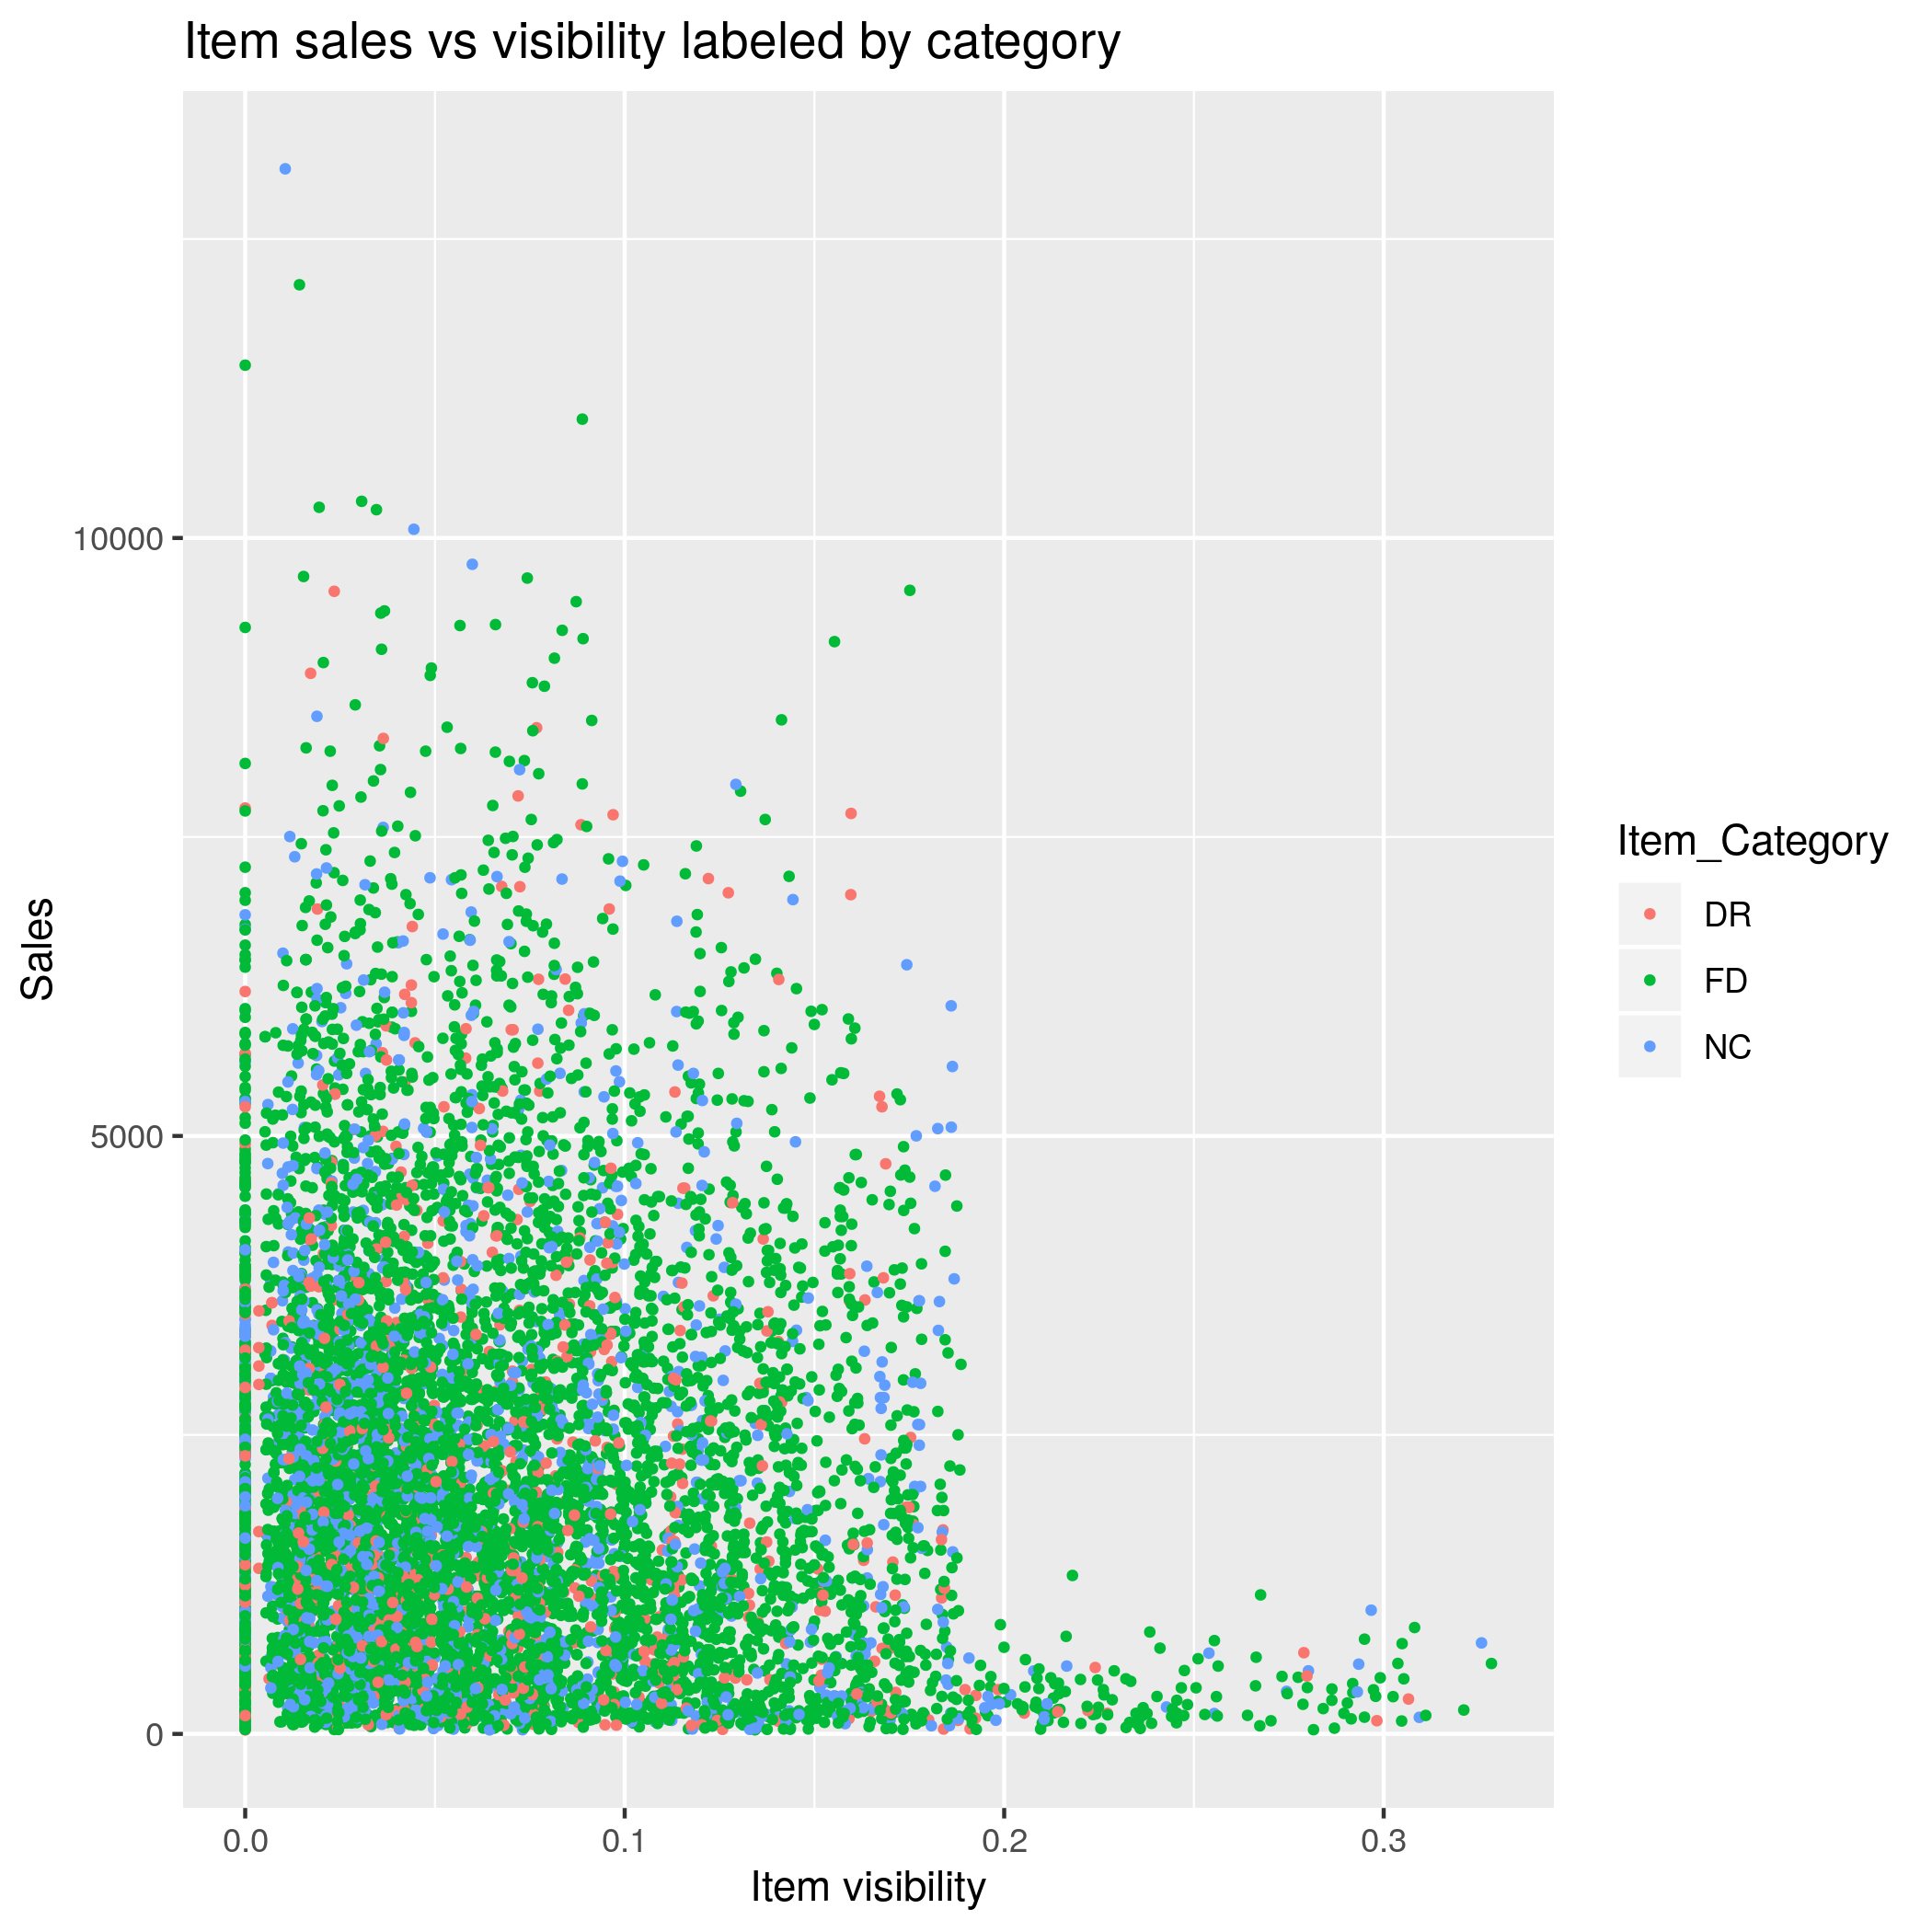 Item sales vs visibility labeled by category
10000
5000
0
Sales
0.0 0.1 0.2 0.3
Item visibility
Item_Category
DR
FD
NC